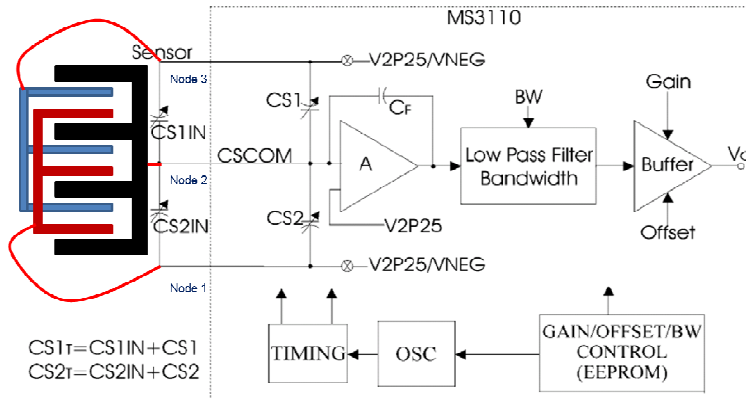 MS3110
Sensor
Node 3
V2P25/VNEG
CS1
CF
Gain
BW
CS1IN
CSCOM
Node 2
A
Low Pass Filter
Bandwidth
Buffer
CS2IN
CS2
V2P25
Offset
V2P25/VNEG
Node 1
CS1T=CS1IN+CS1
CS2T=CS2IN+CS2
TIMING
OSC
GAIN/OFFSET/BW
CONTROL
(EEPROM)